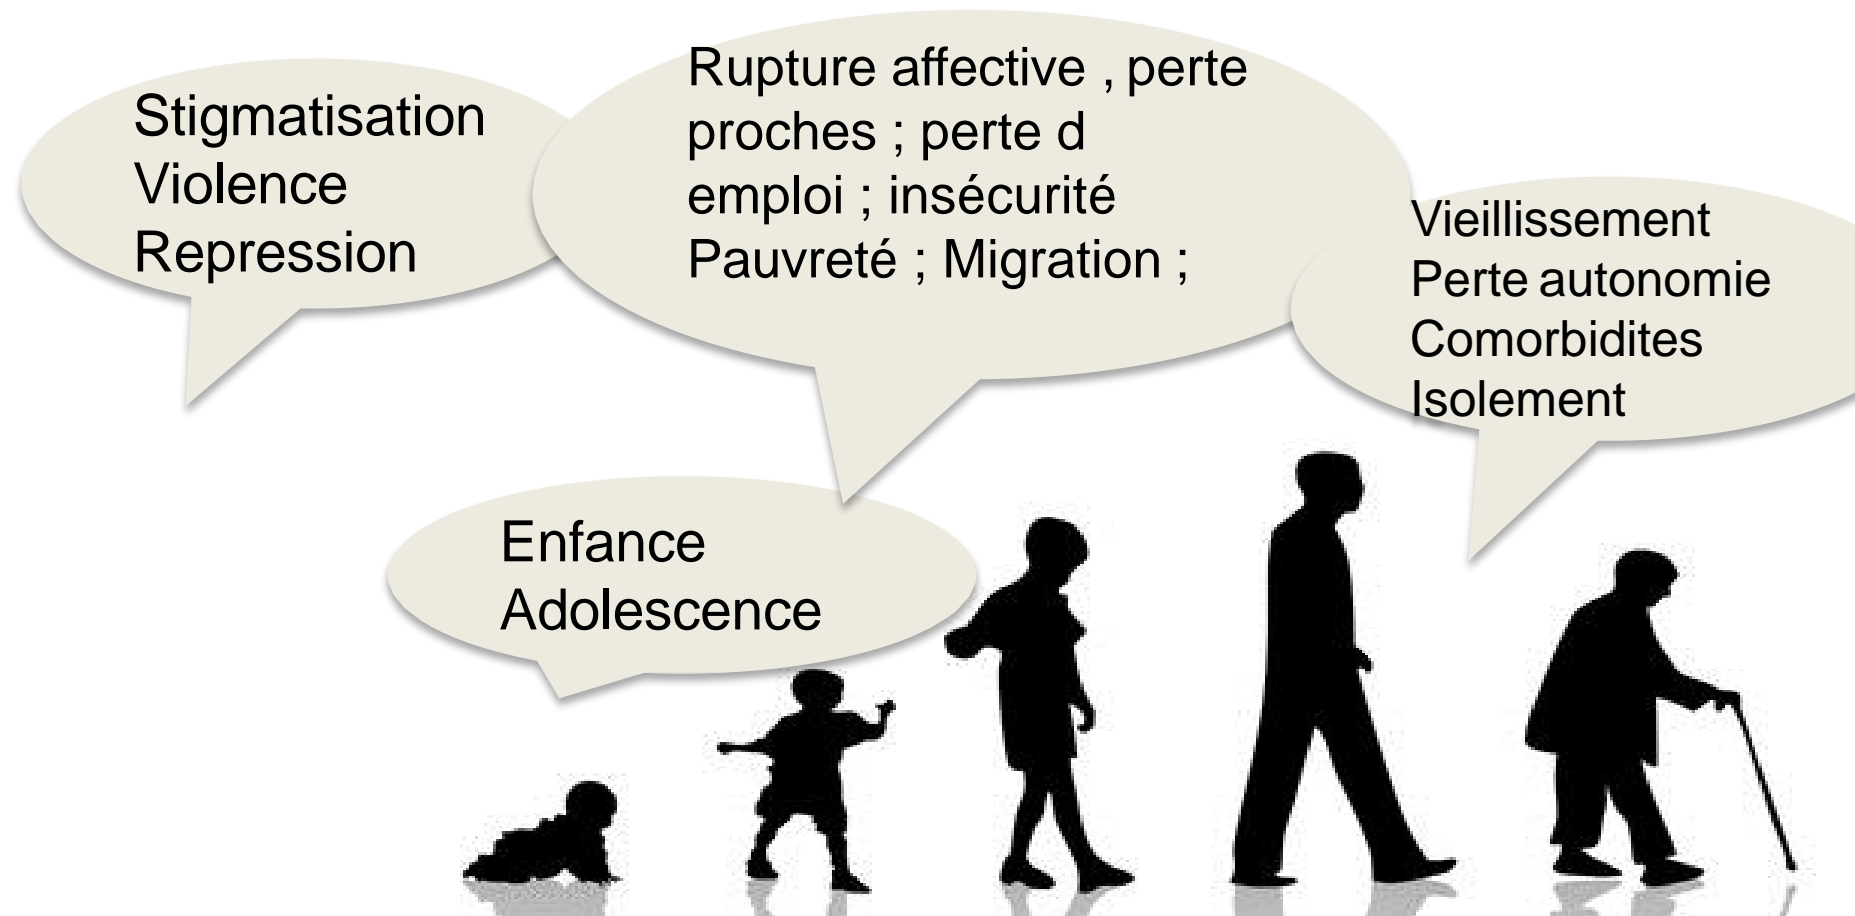 Stigmatisation
Violence
Repression
Rupture affective , perte
proches ; perte d
emploi ; insécurité
Pauvreté ; Migration ;
Vieillissement
Perte autonomie
Comorbidites
Isolement
Enfance
Adolescence